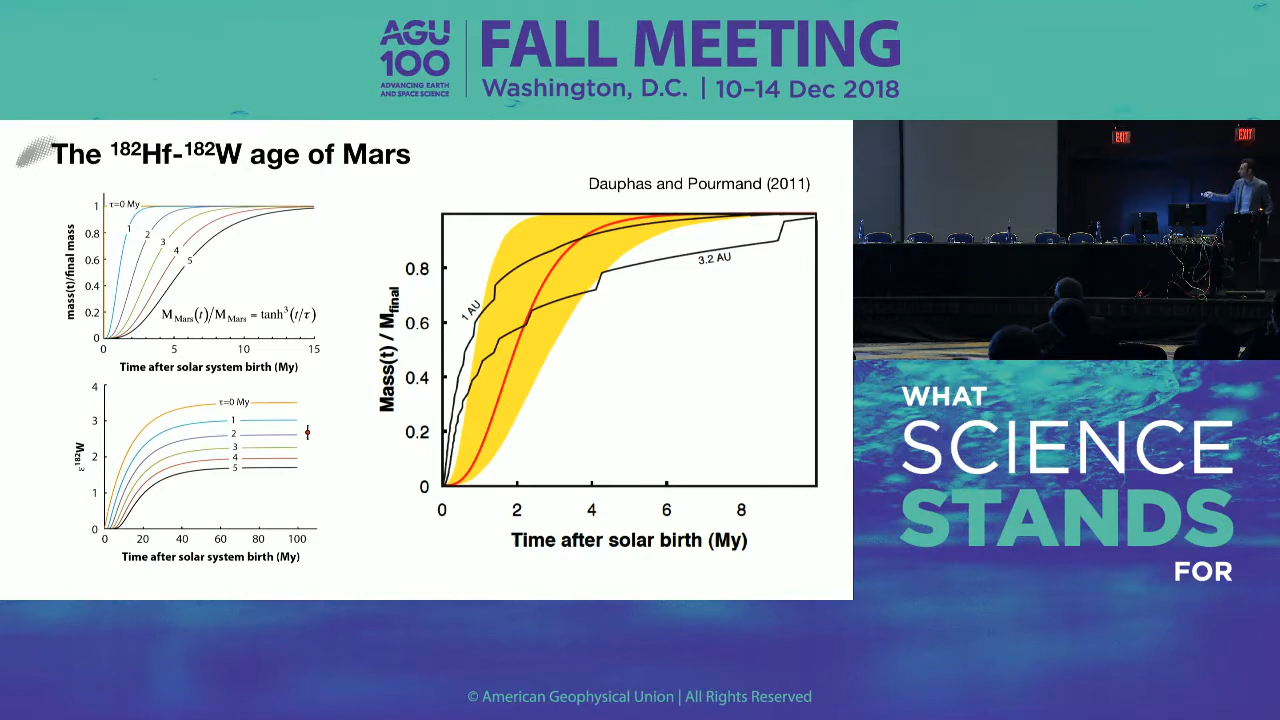 AGU
100
ADVANCING EARTH
AND SPACE SCIENCE
FALL MEETING
Washington, D.C. | 10–14 Dec 2018
The ¹⁸²Hf-¹⁸²W age of Mars
Dauphas and Pourmand (2011)
mass(t)/final mass
1
0.8
0.6
0.4
0.2
0
τ=0 My
1
2
3
4
5
M_Mars(t)/M_Mars = tanh³(t/τ)
0 5 10 15
Time after solar system birth (My)
ε¹⁸²W
4
3
2
1
0
τ=0 My
1
2
3
4
5
0 20 40 60 80 100
Time after solar system birth (My)
Mass(t) / M_final
0.8
0.6
0.4
0.2
0
1 AU
3.2 AU
0 2 4 6 8
Time after solar birth (My)
EXIT
EXIT
WHAT
SCIENCE
STANDS
FOR
© American Geophysical Union | All Rights Reserved